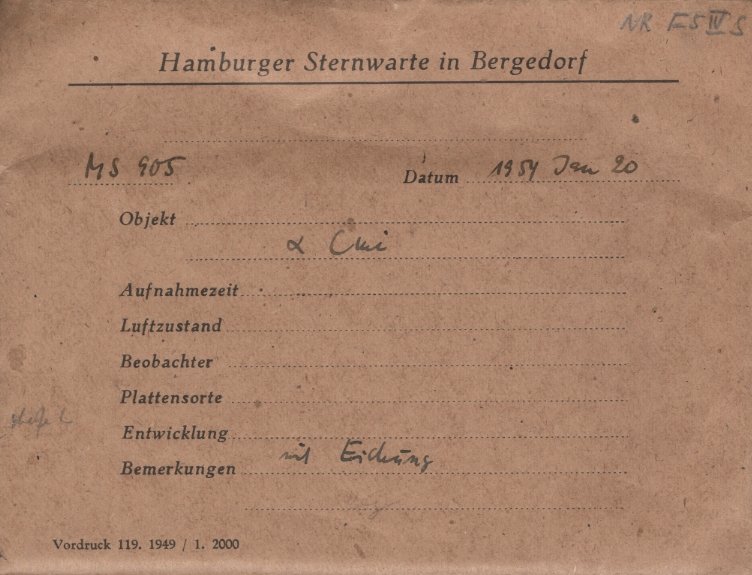 NR F5 IV S
Hamburger Sternwarte in Bergedorf
MS 905 Datum 1954 Jan 20
Objekt
α CMi
Aufnahmezeit
Luftzustand
Beobachter
Plattensorte
Entwicklung
Bemerkungen mit Eichung
Vordruck 119. 1949 / 1. 2000